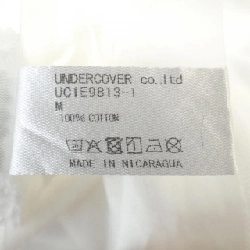 UNDERCOVER co.,ltd
UC1E9813-1
M
100% COTTON
MADE IN NICARAGUA